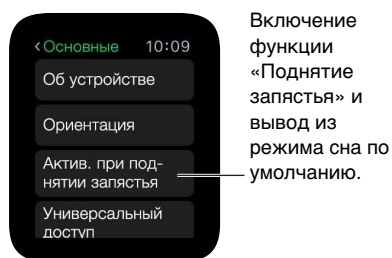 <Основные 10:09
Об устройстве
Ориентация
Актив. при под-
нятии запястья
Универсальный
доступ
Включение
функции
«Поднятие
запястья» и
вывод из
режима сна по
умолчанию.